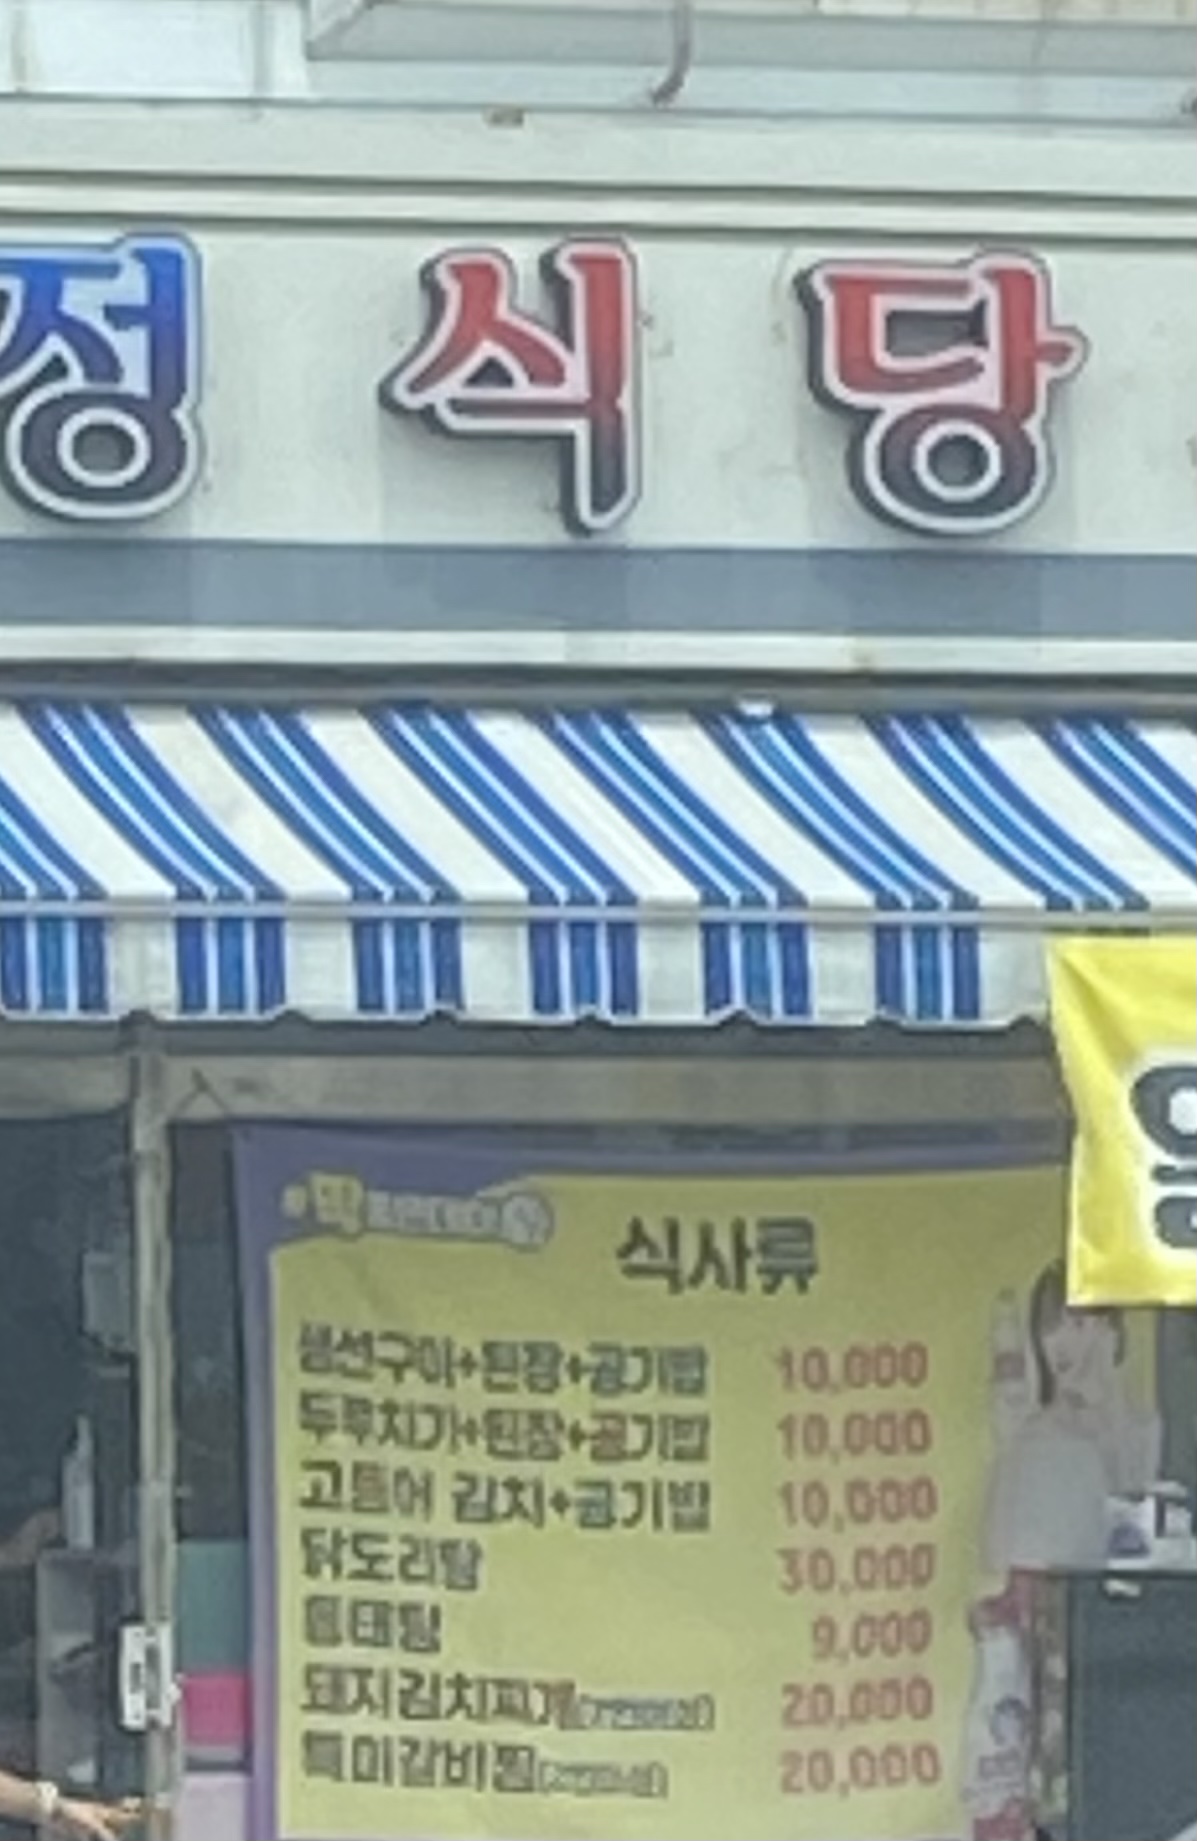 정 식 당
식사류
생선구이+된장+공기밥 10,000
두루치기+된장+공기밥 10,000
고등어 김치+공기밥 10,000
닭도리탕 30,000
동태탕 9,000
돼지김치찌개 20,000
20,000